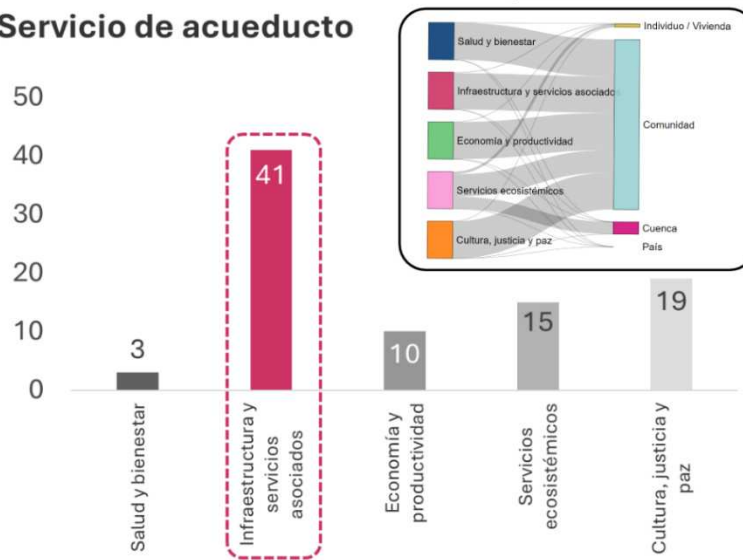 Servicio de acueducto
50
40
30
20
10
0
3
41
10
15
19
Salud y bienestar
Infraestructura y
servicios
asociados
Economía y
productividad
Servicios
ecosistémicos
Cultura, justicia y
paz
Salud y bienestar
Infraestructura y servicios asociados
Economía y productividad
Servicios ecosistémicos
Cultura, justicia y paz
Individuo / Vivienda
Comunidad
Cuenca
País